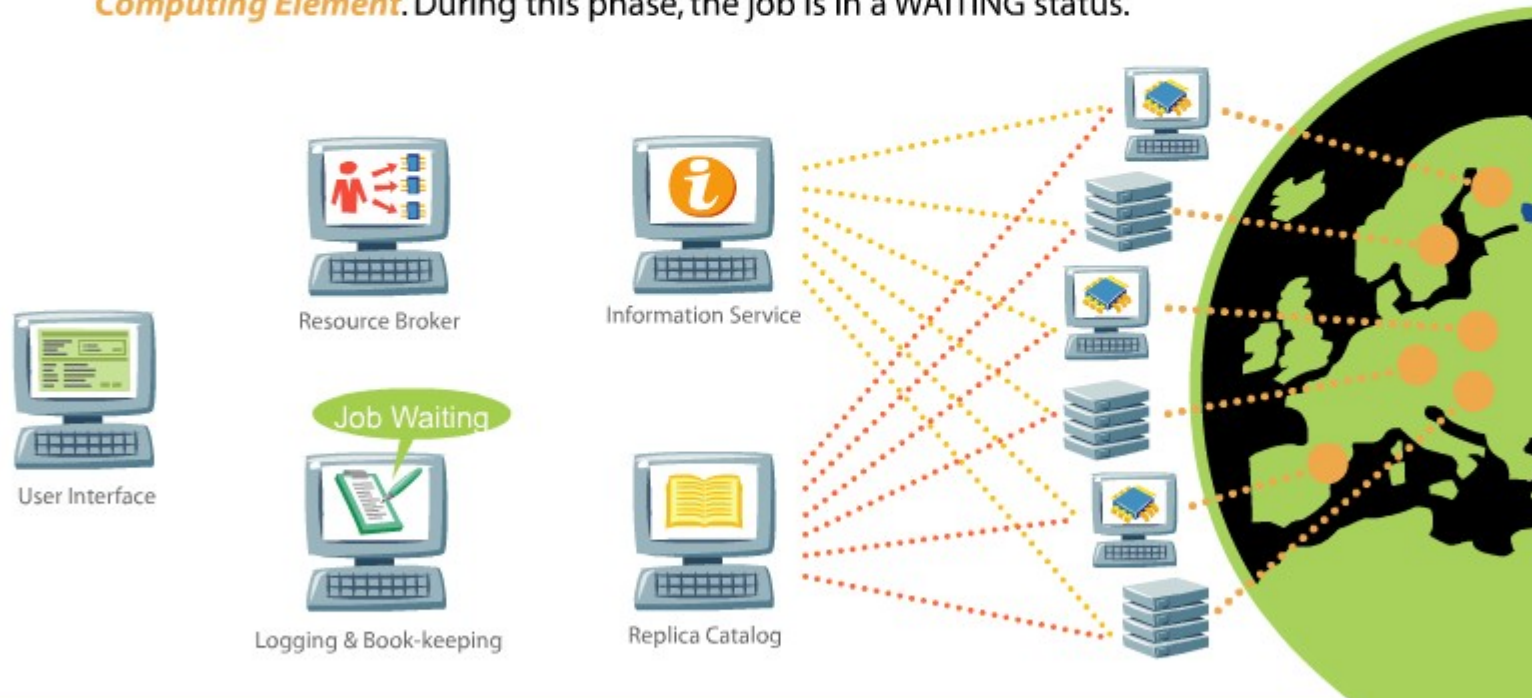 Computing Element. During this phase, the job is in a WAITING status.
Resource Broker
Information Service
Job Waiting
User Interface
Logging & Book-keeping
Replica Catalog